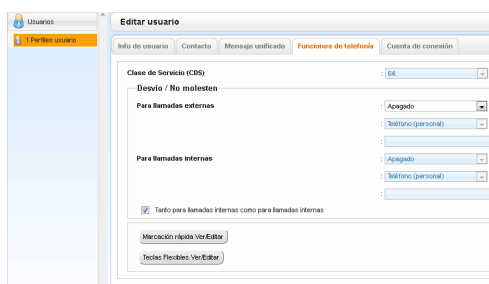 Usuarios
1.Perfiles usuario
Editar usuario
Info de usuario
Contacto
Mensaje unificado
Funciones de telefonía
Cuenta de conexión
Clase de Servicio (CDS) : 64:
Desvío / No molesten
Para llamadas externas : Apagado
: Teléfono (personal)
:
Para llamadas internas : Apagado
: Teléfono (personal)
:
Tanto para llamadas internas como para llamadas internas
Marcación rápida Ver/Editar
Teclas Flexibles Ver/Editar